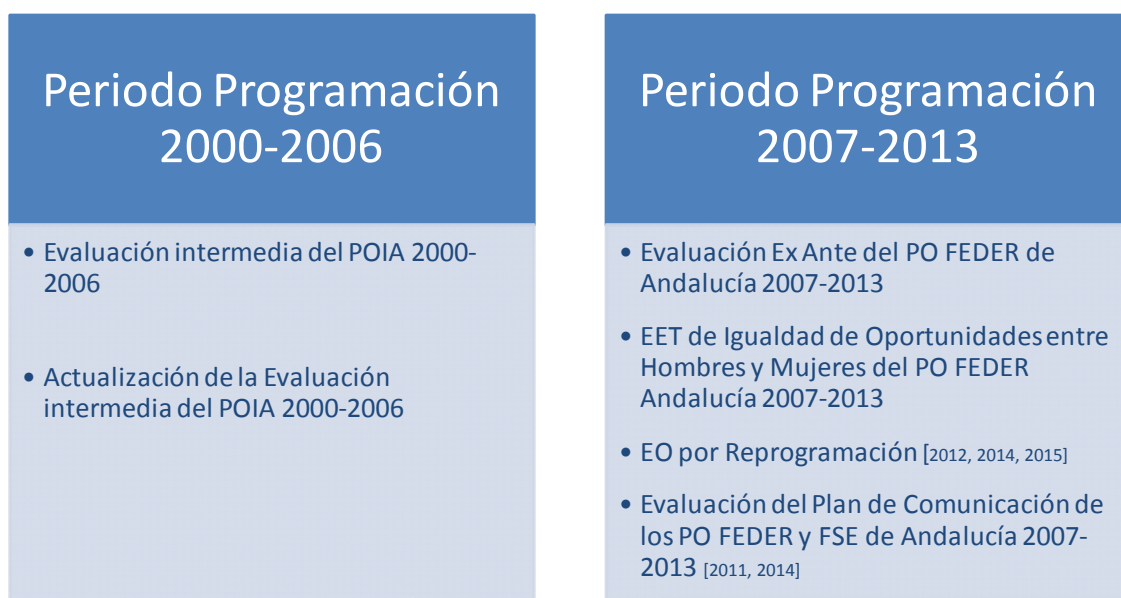 Periodo Programación
2000-2006
• Evaluación intermedia del POIA 2000-
2006
• Actualización de la Evaluación
intermedia del POIA 2000-2006
Periodo Programación
2007-2013
• Evaluación Ex Ante del PO FEDER de
Andalucía 2007-2013
• EET de Igualdad de Oportunidades entre
Hombres y Mujeres del PO FEDER
Andalucía 2007-2013
• EO por Reprogramación [2012, 2014, 2015]
• Evaluación del Plan de Comunicación de
los PO FEDER y FSE de Andalucía 2007-
2013 [2011, 2014]